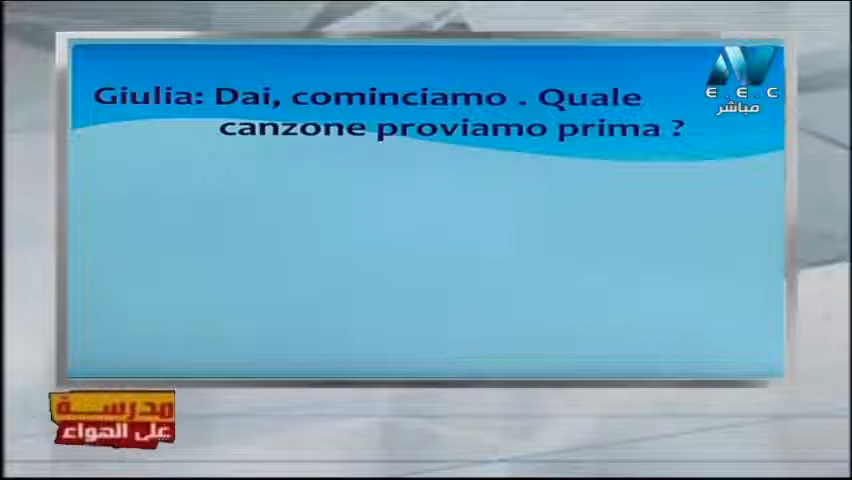 Giulia: Dai, cominciamo . Quale
canzone proviamo prima ?
E . E . C
مباشر
مدرسة
على الهواء